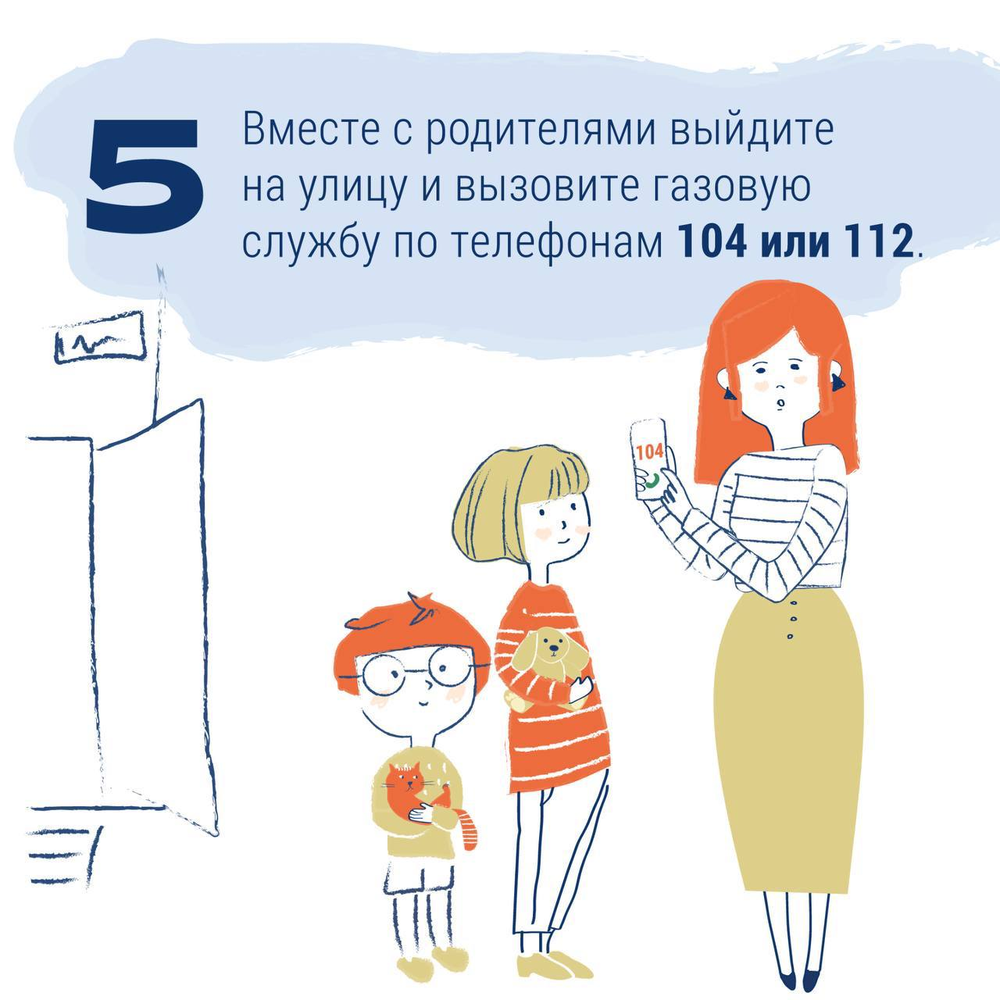 5
Вместе с родителями выйдите
на улицу и вызовите газовую
службу по телефонам 104 или 112.
104